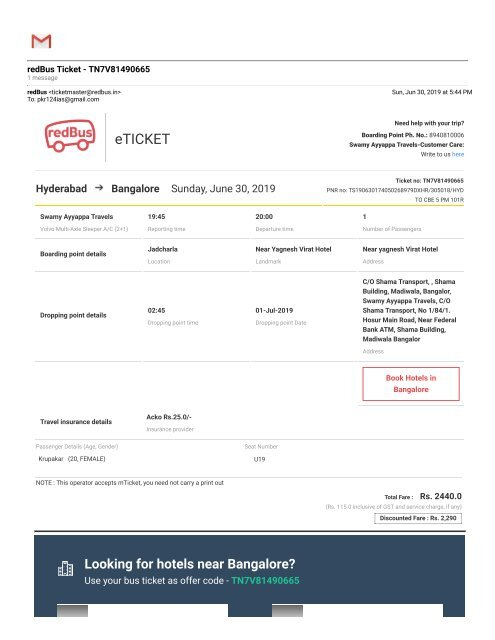 redBus Ticket - TN7V81490665
1 message
redBus <ticketmaster@redbus.in> Sun, Jun 30, 2019 at 5:44 PM
To: pkr124ias@gmail.com
redBus
eTICKET
Need help with your trip?
Boarding Point Ph. No.: 8940810006
Swamy Ayyappa Travels-Customer Care:
Write to us here
Ticket no: TN7V81490665
Hyderabad → Bangalore Sunday, June 30, 2019
PNR no: TS190630174050268979OXHR/305018/HYD
TO CBE 5 PM 101R
Swamy Ayyappa Travels 19:45 20:00 1
Volvo Multi-Axle Sleeper A/C (2+1) Reporting time Departure time Number of Passengers
Boarding point details
Jadcharla Near Yagnesh Virat Hotel Near yagnesh Virat Hotel
Location Landmark Address
Dropping point details
02:45 01-Jul-2019
Dropping point time Dropping point Date
C/O Shama Transport, , Shama
Building, Madiwala, Bangalor,
Swamy Ayyappa Travels, C/O
Shama Transport, No 1/84/1.
Hosur Main Road, Near Federal
Bank ATM, Shama Building,
Madiwala Bangalor
Address
Book Hotels in
Bangalore
Travel insurance details
Acko Rs.25.0/-
Insurance provider
Passenger Details (Age, Gender) Seat Number
Krupakar (20, FEMALE) U19
NOTE : This operator accepts mTicket, you need not carry a print out
Total Fare : Rs. 2440.0
(Rs. 115.0 inclusive of GST and service charge, if any)
Discounted Fare : Rs. 2,290
Looking for hotels near Bangalore?
Use your bus ticket as offer code - TN7V81490665